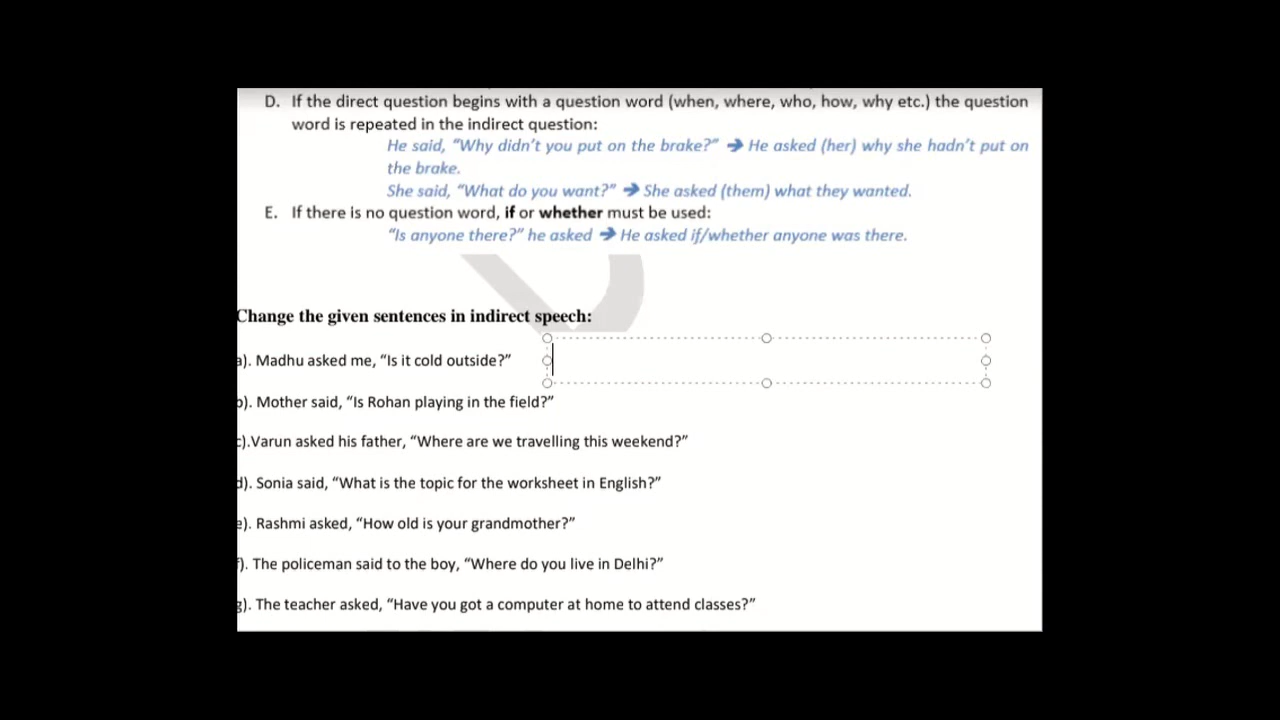 D. If the direct question begins with a question word (when, where, who, how, why etc.) the question
word is repeated in the indirect question:
He said, “Why didn’t you put on the brake?” ➔ He asked (her) why she hadn’t put on
the brake.
She said, “What do you want?” ➔ She asked (them) what they wanted.
E. If there is no question word, if or whether must be used:
“Is anyone there?” he asked ➔ He asked if/whether anyone was there.
Change the given sentences in indirect speech:
a). Madhu asked me, “Is it cold outside?”
b). Mother said, “Is Rohan playing in the field?”
c).Varun asked his father, “Where are we travelling this weekend?”
d). Sonia said, “What is the topic for the worksheet in English?”
e). Rashmi asked, “How old is your grandmother?”
f). The policeman said to the boy, “Where do you live in Delhi?”
g). The teacher asked, “Have you got a computer at home to attend classes?”